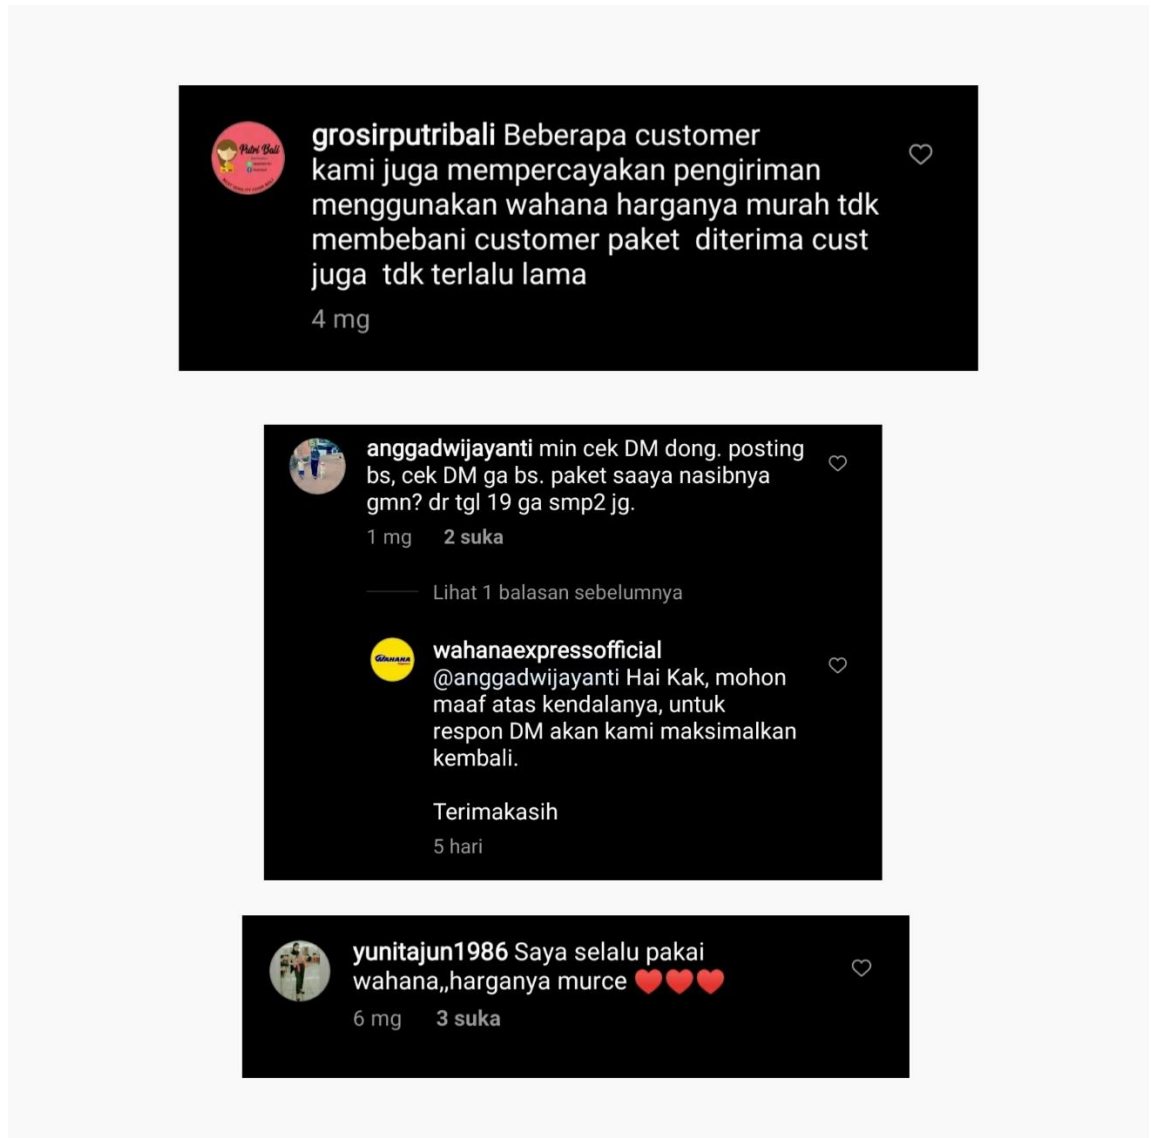 Putri Bali
grosirputribali Beberapa customer
kami juga mempercayakan pengiriman
menggunakan wahana harganya murah tdk
membebani customer paket  diterima cust
juga  tdk terlalu lama
4 mg
anggadwijayanti min cek DM dong. posting
bs, cek DM ga bs. paket saaya nasibnya
gmn? dr tgl 19 ga smp2 jg.
1 mg 2 suka
Lihat 1 balasan sebelumnya
WAHANA
wahanaexpressofficial
@anggadwijayanti Hai Kak, mohon
maaf atas kendalanya, untuk
respon DM akan kami maksimalkan
kembali.
Terimakasih
5 hari
yunitajun1986 Saya selalu pakai
wahana,,harganya murce ❤️❤️❤️
6 mg 3 suka